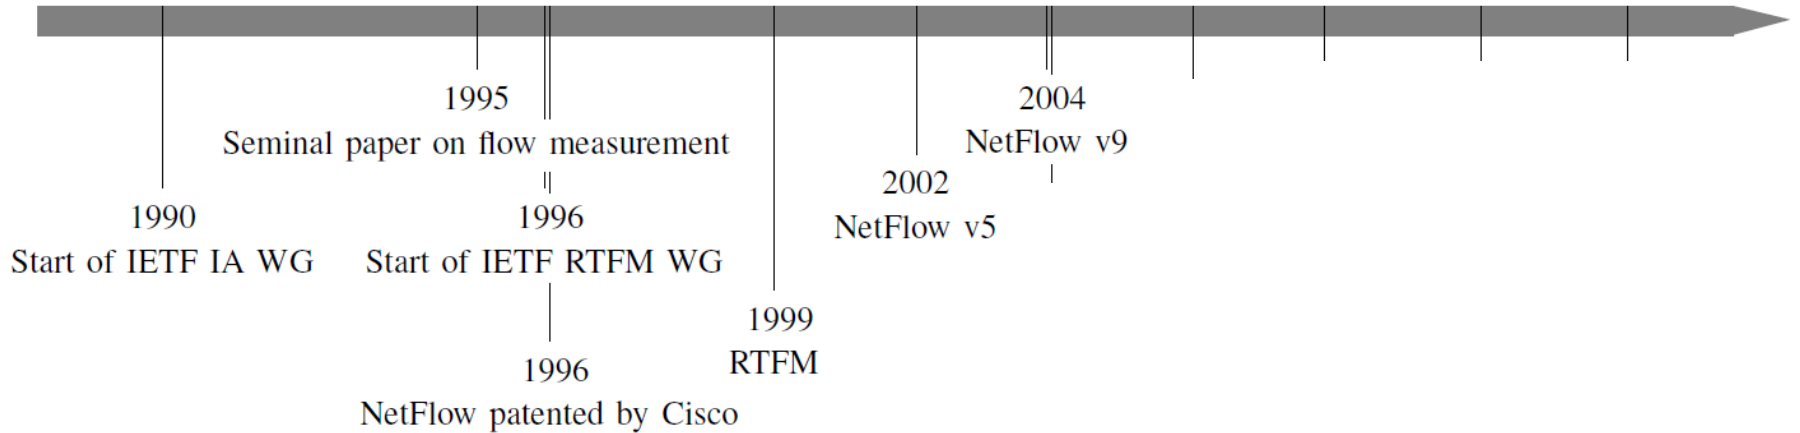 1995
Seminal paper on flow measurement
2004
NetFlow v9
2002
NetFlow v5
1990
Start of IETF IA WG
1996
Start of IETF RTFM WG
1999
RTFM
1996
NetFlow patented by Cisco